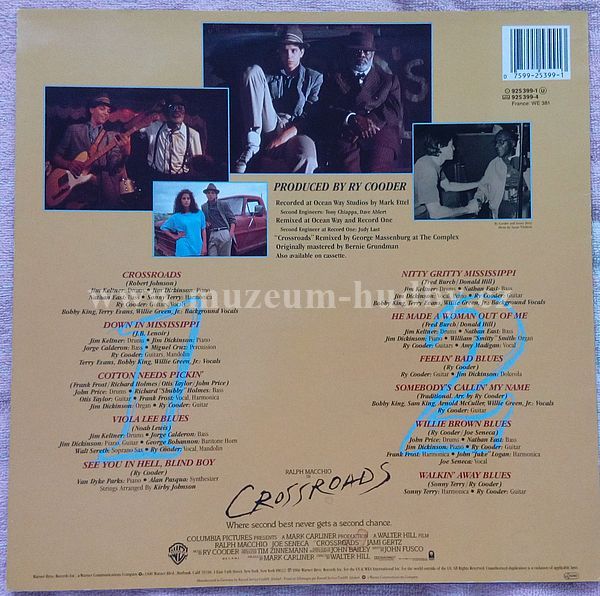 0 7599-25399-1
925 399-1
925 399-4
France: WE 381
PRODUCED BY RY COODER
Recorded at Ocean Way Studios by Mark Ettel
Second Engineers: Tony Chiappa, Dave Ahlert
Remixed at Ocean Way and Record One
Second Engineer at Record One: Judy Last
"Crossroads" Remixed by George Massenburg at The Complex
Originally mastered by Bernie Grundman
Also available on cassette.
www.muzeum-hudby.cz
CROSSROADS
(Robert Johnson)
Jim Keltner: Drums • Jim Dickinson: Piano
Nathan East: Bass • Sonny Terry: Harmonica
Ry Cooder: Guitar, Vocal
Bobby King, Terry Evans, Willie Green, Jr.: Background Vocals
DOWN IN MISSISSIPPI
(J.B. Lenoir)
Jim Keltner: Drums • Jim Dickinson: Piano
Jorge Calderon: Bass • Miguel Cruz: Percussion
Ry Cooder: Guitars, Mandolin
Terry Evans, Bobby King, Willie Green, Jr.: Vocals
COTTON NEEDS PICKIN'
(Frank Frost/Richard Holmes/Otis Taylor/John Price)
John Price: Drums • Richard "Shubby" Holmes: Bass
Otis Taylor: Guitar • Frank Frost: Vocal, Harmonica
Jim Dickinson: Organ • Ry Cooder: Guitar
VIOLA LEE BLUES
(Noah Lewis)
Jim Keltner: Drums • Jorge Calderon: Bass
Jim Dickinson: Piano, Guitar • George Bohannon: Baritone Horn
Walt Sereth: Soprano Sax • Ry Cooder: Vocal, Mandolin
SEE YOU IN HELL, BLIND BOY
(Ry Cooder)
Van Dyke Parks: Piano • Alan Pasqua: Synthesizer
Strings Arranged By Kirby Johnson
1
NITTY GRITTY MISSISSIPPI
(Fred Burch/Donald Hill)
Jim Keltner: Drums • Nathan East: Bass
Bobby King, Terry Evans, Willie Green, Jr.: Background Vocals
HE MADE A WOMAN OUT OF ME
(Fred Burch/Donald Hill)
Jim Keltner: Drums • Nathan East: Bass
Jim Dickinson: Piano • William "Smitty" Smith: Organ
Ry Cooder: Guitars • Amy Madigan: Vocal
FEELIN' BAD BLUES
(Ry Cooder)
Ry Cooder: Guitar • Jim Dickinson: Dolceola
SOMEBODY'S CALLIN' MY NAME
(Traditional, Arr. by Ry Cooder)
Bobby King, Sam King, Arnold McCuller, Willie Green, Jr.: Vocals
Ry Cooder: Guitar
WILLIE BROWN BLUES
(Ry Cooder/Joe Seneca)
John Price: Drums • Nathan East: Bass
Jim Dickinson: Piano • Ry Cooder: Guitar
Frank Frost: Harmonica • John "Juke" Logan: Harmonica
Joe Seneca: Vocal
WALKIN' AWAY BLUES
(Sonny Terry/Ry Cooder)
Sonny Terry: Harmonica • Ry Cooder: Guitar
2
RALPH MACCHIO
CROSSROADS
Where second best never gets a second chance.
COLUMBIA PICTURES PRESENTS A MARK CARLINER PRODUCTION A WALTER HILL FILM
RALPH MACCHIO JOE SENECA "CROSSROADS" JAMI GERTZ
RY COODER TIM ZINNEMANN JOHN BAILEY JOHN FUSCO
MARK CARLINER WALTER HILL